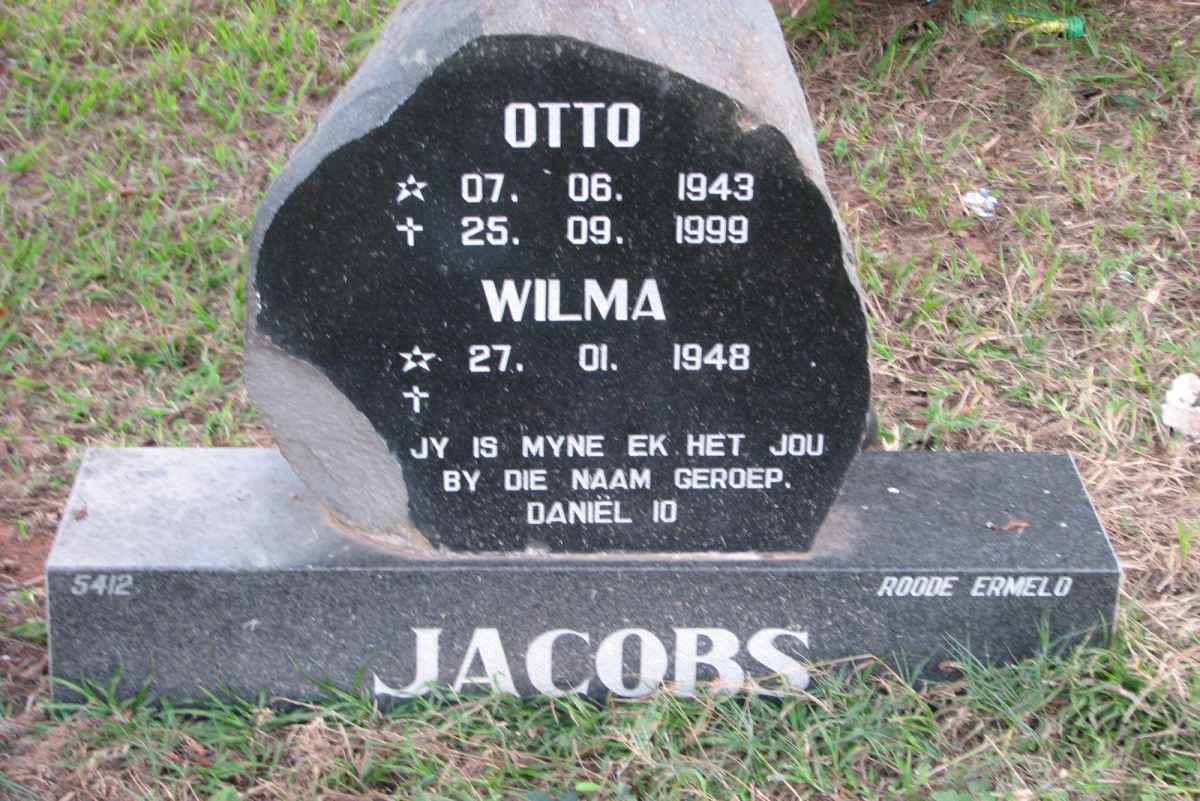 OTTO
☆ 07. 06. 1943
✝ 25. 09. 1999
WILMA
☆ 27. 01. 1948
✝
JY IS MYNE EK HET JOU
BY DIE NAAM GEROEP.
DANIËL 10
5412
ROODE ERMELO
JACOBS